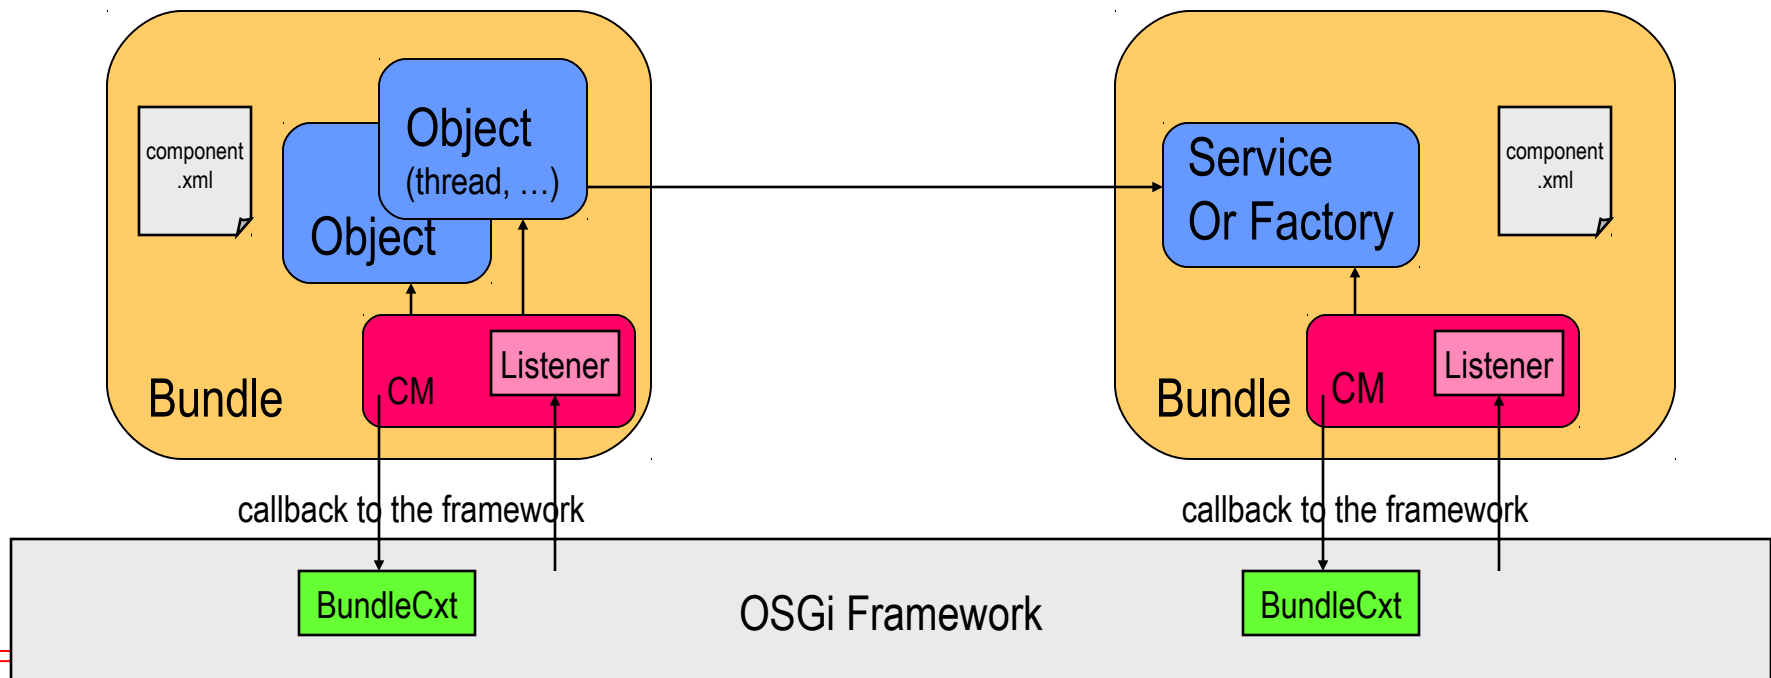 component
.xml
Object
(thread, …)
Object
Bundle
CM
Listener
callback to the framework
BundleCxt
Service
Or Factory
component
.xml
Bundle
CM
Listener
callback to the framework
BundleCxt
OSGi Framework